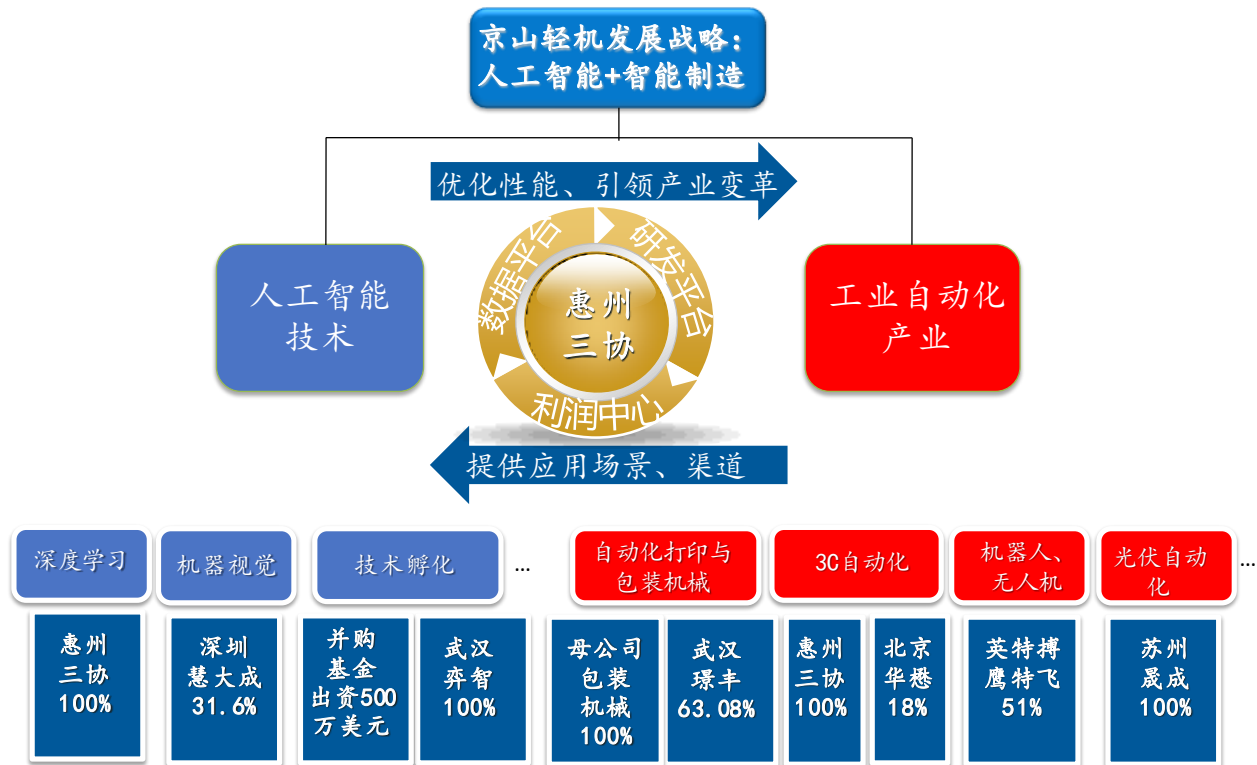 京山轻机发展战略：
人工智能+智能制造
优化性能、引领产业变革
人工智能
技术
数据平台
研发平台
利润中心
惠州
三协
工业自动化
产业
提供应用场景、渠道
深度学习
机器视觉
技术孵化
...
自动化打印与
包装机械
3C自动化
机器人、
无人机
光伏自动
化
...
惠州
三协
100%
深圳
慧大成
31.6%
并购
基金
出资500
万美元
武汉
弈智
100%
母公司
包装
机械
100%
武汉
璟丰
63.08%
惠州
三协
100%
北京
华懋
18%
英特搏
鹰特飞
51%
苏州
晟成
100%